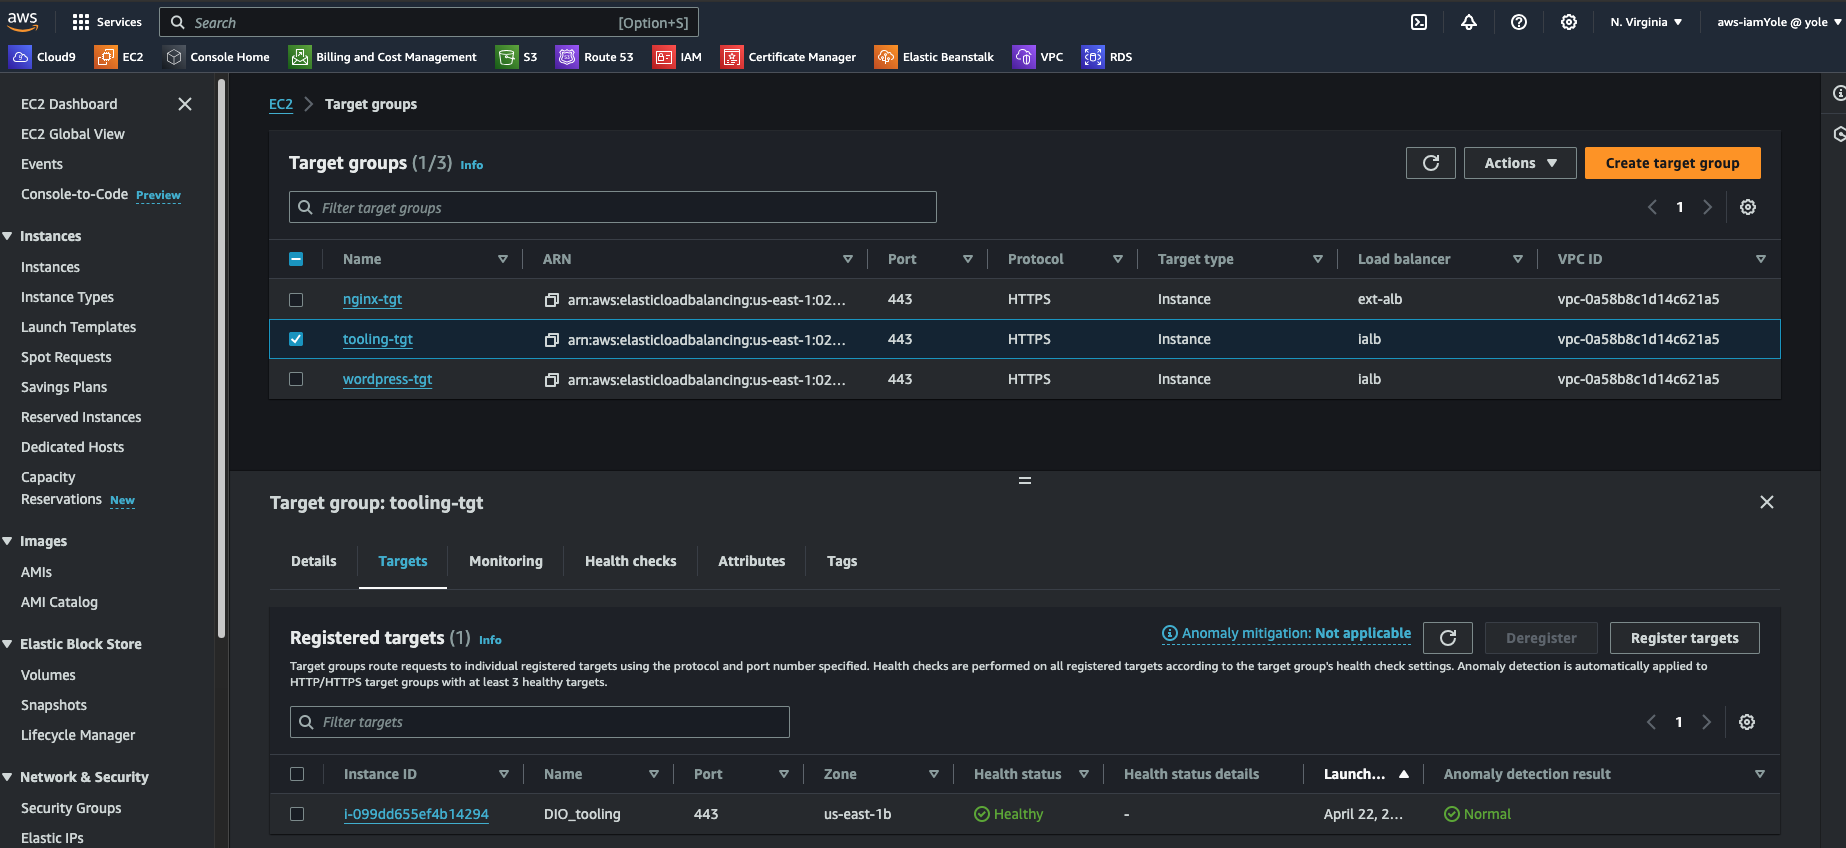 aws
Services
Search
[Option+S]
N. Virginia
aws-iamYole @ yole
Cloud9
EC2
Console Home
Billing and Cost Management
S3
Route 53
IAM
Certificate Manager
Elastic Beanstalk
VPC
RDS
EC2 Dashboard
EC2 Global View
Events
Console-to-Code Preview
Instances
Instances
Instance Types
Launch Templates
Spot Requests
Savings Plans
Reserved Instances
Dedicated Hosts
Capacity
Reservations New
Images
AMIs
AMI Catalog
Elastic Block Store
Volumes
Snapshots
Lifecycle Manager
Network & Security
Security Groups
Elastic IPs
EC2 Target groups
Target groups (1/3) Info
Actions
Create target group
Filter target groups
1
Name ARN Port Protocol Target type Load balancer VPC ID
nginx-tgt arn:aws:elasticloadbalancing:us-east-1:02... 443 HTTPS Instance ext-alb vpc-0a58b8c1d14c621a5
tooling-tgt arn:aws:elasticloadbalancing:us-east-1:02... 443 HTTPS Instance ialb vpc-0a58b8c1d14c621a5
wordpress-tgt arn:aws:elasticloadbalancing:us-east-1:02... 443 HTTPS Instance ialb vpc-0a58b8c1d14c621a5
Target group: tooling-tgt
Details Targets Monitoring Health checks Attributes Tags
Registered targets (1) Info
Anomaly mitigation: Not applicable
Deregister
Register targets
Target groups route requests to individual registered targets using the protocol and port number specified. Health checks are performed on all registered targets according to the target group's health check settings. Anomaly detection is automatically applied to
HTTP/HTTPS target groups with at least 3 healthy targets.
Filter targets
1
Instance ID Name Port Zone Health status Health status details Launch... Anomaly detection result
i-099dd655ef4b14294 DIO_tooling 443 us-east-1b Healthy - April 22, 2... Normal